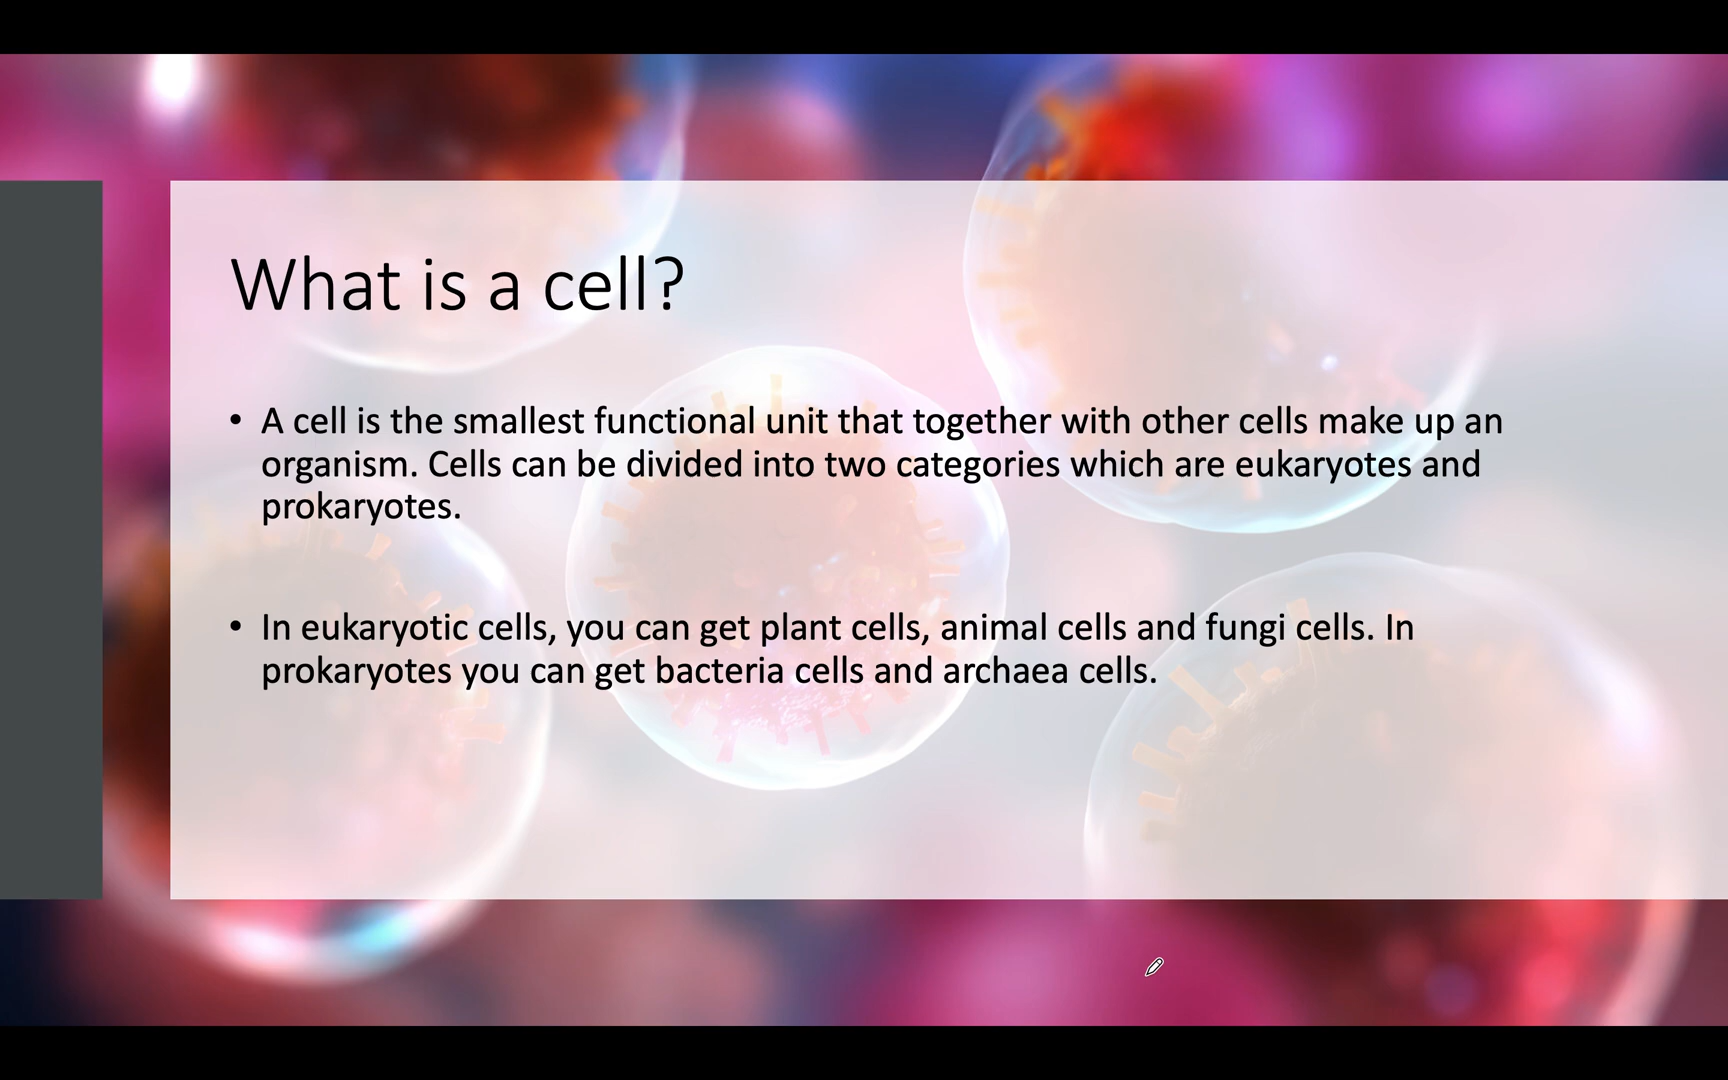 What is a cell?
• A cell is the smallest functional unit that together with other cells make up an
organism. Cells can be divided into two categories which are eukaryotes and
prokaryotes.
• In eukaryotic cells, you can get plant cells, animal cells and fungi cells. In
prokaryotes you can get bacteria cells and archaea cells.